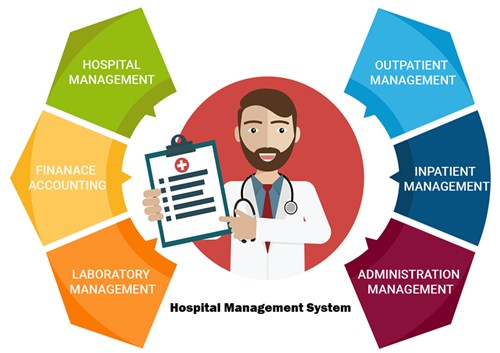 HOSPITAL
MANAGEMENT
OUTPATIENT
MANAGEMENT
FINANACE
ACCOUNTING
INPATIENT
MANAGEMENT
LABORATORY
MANAGEMENT
ADMINISTRATION
MANAGEMENT
Hospital Management System